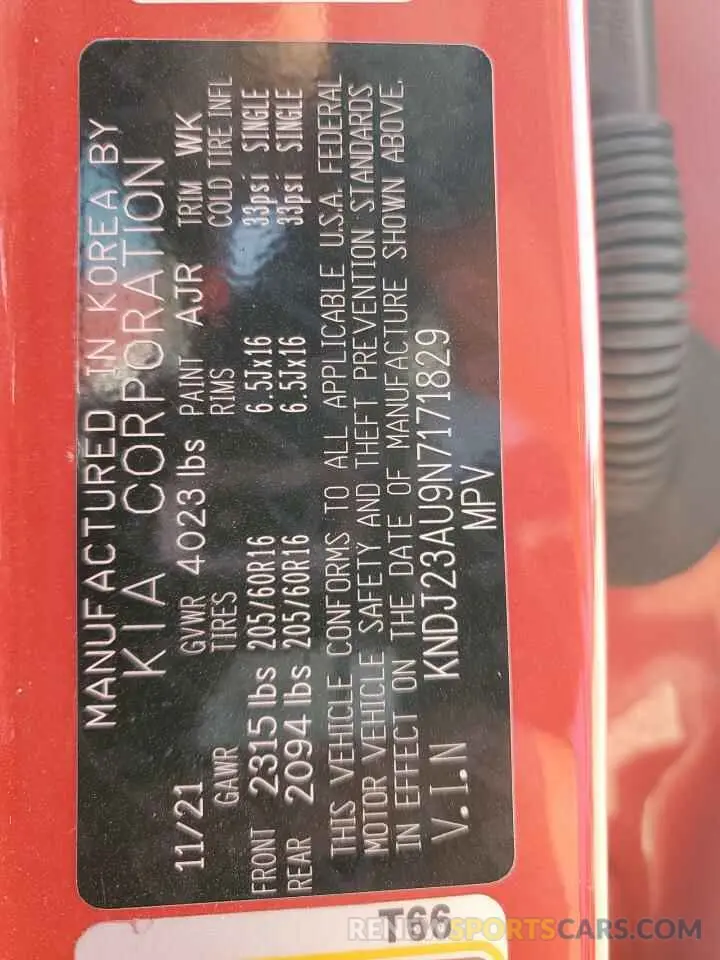 MANUFACTURED IN KOREA BY
KIA CORPORATION
11/21 GVWR 4023 lbs PAINT AJR TRIM WK
GAWR TIRES RIMS COLD TIRE INFL
FRONT 2315 lbs 205/60R16 6.5Jx16 33psi SINGLE
REAR 2094 lbs 205/60R16 6.5Jx16 33psi SINGLE
THIS VEHICLE CONFORMS TO ALL APPLICABLE U.S.A. FEDERAL
MOTOR VEHICLE SAFETY AND THEFT PREVENTION STANDARDS
IN EFFECT ON THE DATE OF MANUFACTURE SHOWN ABOVE.
V.I.N KNDJ23AU9N7171829
MPV
T66
RENEWSPORTSCARS.COM